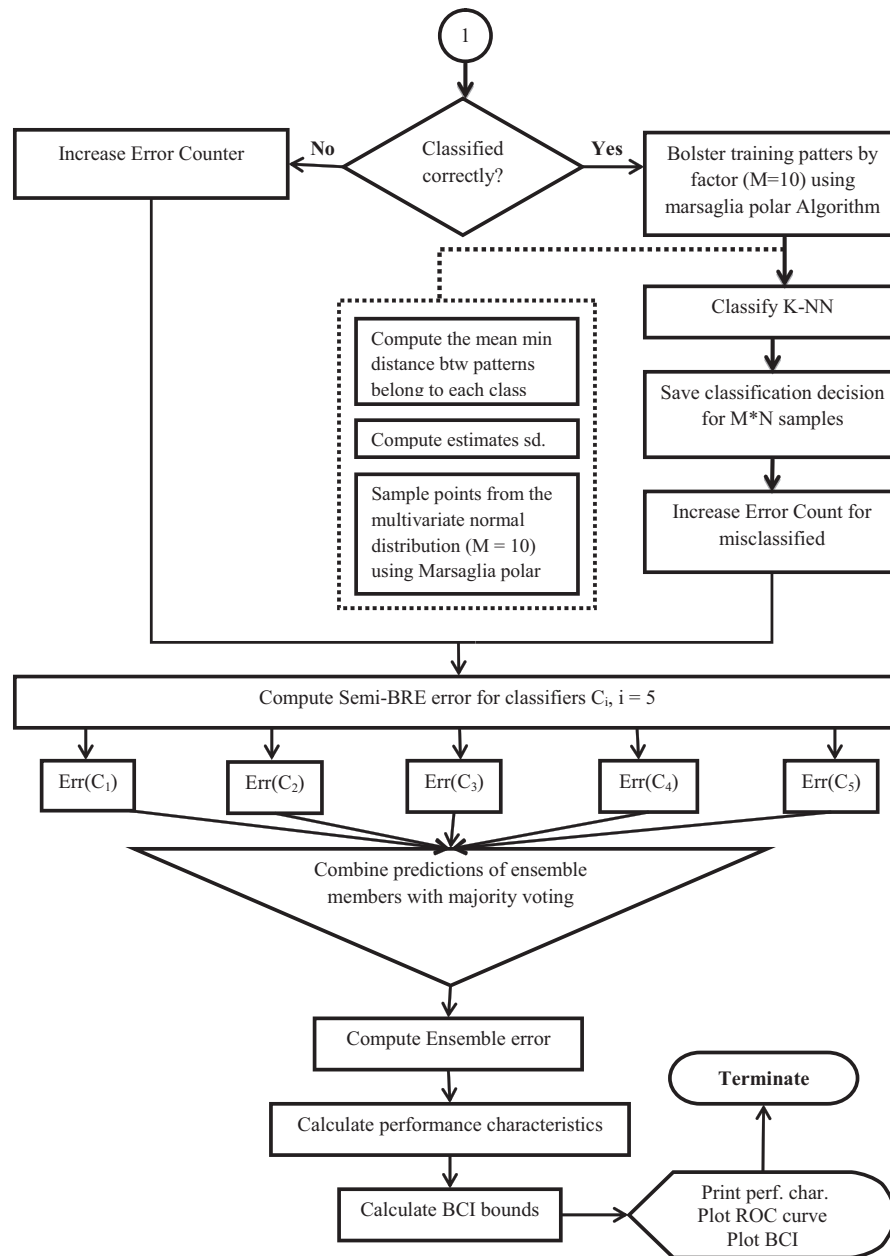 1
Classified
correctly?
No
Yes
Increase Error Counter
Bolster training patters by
factor (M=10) using
marsaglia polar Algorithm
Classify K-NN
Save classification decision
for M*N samples
Increase Error Count for
misclassified
Compute the mean min
distance btw patterns
belong to each class
Compute estimates sd.
Sample points from the
multivariate normal
distribution (M = 10)
using Marsaglia polar
Compute Semi-BRE error for classifiers Cᵢ, i = 5
Err(C₁)
Err(C₂)
Err(C₃)
Err(C₄)
Err(C₅)
Combine predictions of ensemble
members with majority voting
Compute Ensemble error
Calculate performance characteristics
Calculate BCI bounds
Print perf. char.
Plot ROC curve
Plot BCI
Terminate